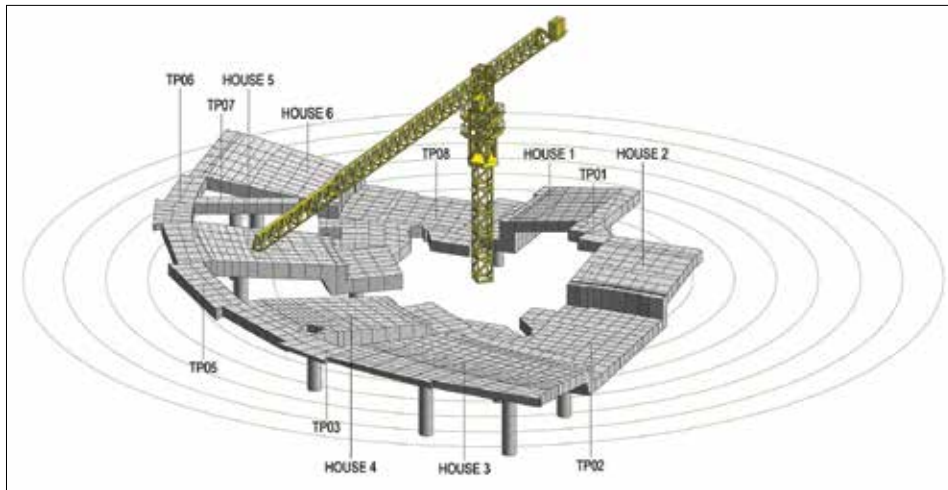 TP06
HOUSE 5
TP07
HOUSE 6
TP08
HOUSE 1
HOUSE 2
TP01
TP05
TP03
HOUSE 4
HOUSE 3
TP02